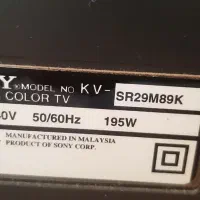 Y® MODEL NO KV-SR29M89K
COLOR TV
0V 50/60Hz 195W
MANUFACTURED IN MALAYSIA
PRODUCT OF SONY CORP.